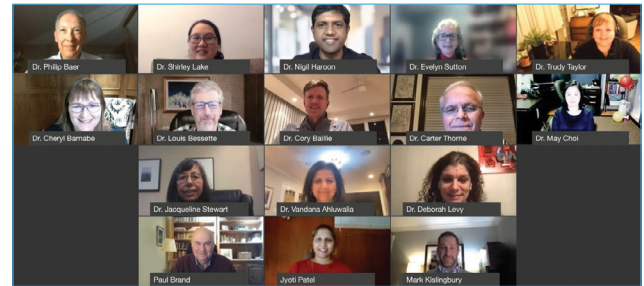 Dr. Philip Baer
Dr. Shirley Lake
Dr. Nigil Haroon
Dr. Evelyn Sutton
Dr. Trudy Taylor
Dr. Cheryl Barnabe
Dr. Louis Bessette
Dr. Cory Baillie
Dr. Carter Thorne
Dr. May Choi
Dr. Jacqueline Stewart
Dr. Vandana Ahluwalia
Dr. Deborah Levy
Paul Brand
Jyoti Patel
Mark Kislingbury